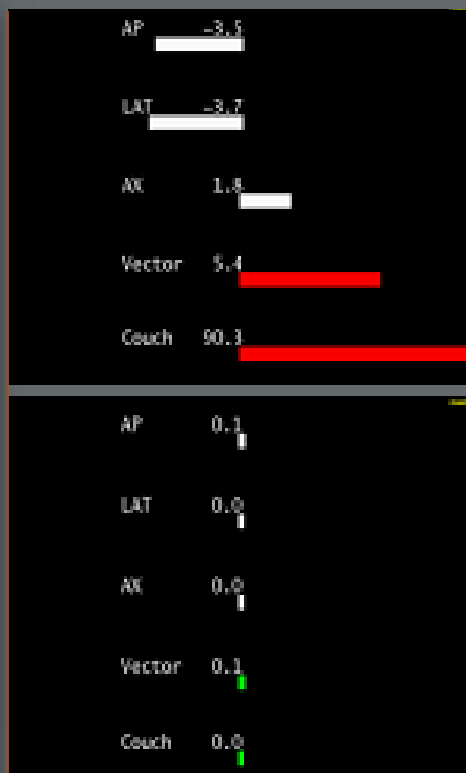 AP -3.5
LAT -3.7
AX 1.8
Vector 5.4
Couch 90.3
AP 0.1
LAT 0.0
AX 0.0
Vector 0.1
Couch 0.0